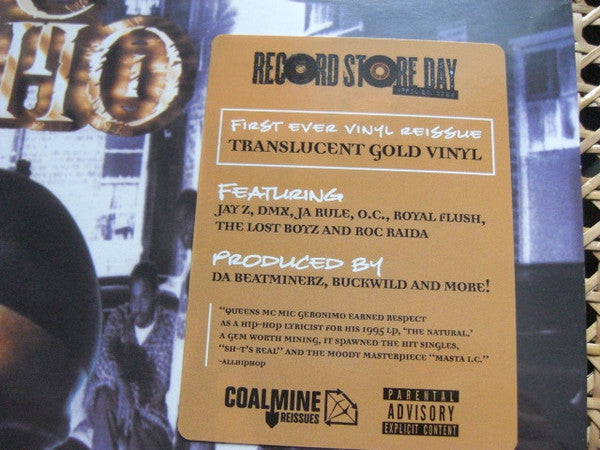 C
HO
RECORD STORE DAY
FIRST EVER VINYL REISSUE
TRANSLUCENT GOLD VINYL
FEATURING
JAY Z, DMX, JA RULE, O.C., ROYAL FLUSH,
THE LOST BOYZ AND ROC RAIDA
PRODUCED BY
DA BEATMINERZ, BUCKWILD AND MORE!
"QUEENS MC MIC GERONIMO EARNED RESPECT
AS A HIP-HOP LYRICIST FOR HIS 1995 LP, 'THE NATURAL.'
A GEM WORTH MINING, IT SPAWNED THE HIT SINGLES,
"SH-T'S REAL" AND THE MOODY MASTERPIECE "MASTA I.C."
-ALLHIPHOP
COALMINE
REISSUES
PARENTAL
ADVISORY
EXPLICIT CONTENT